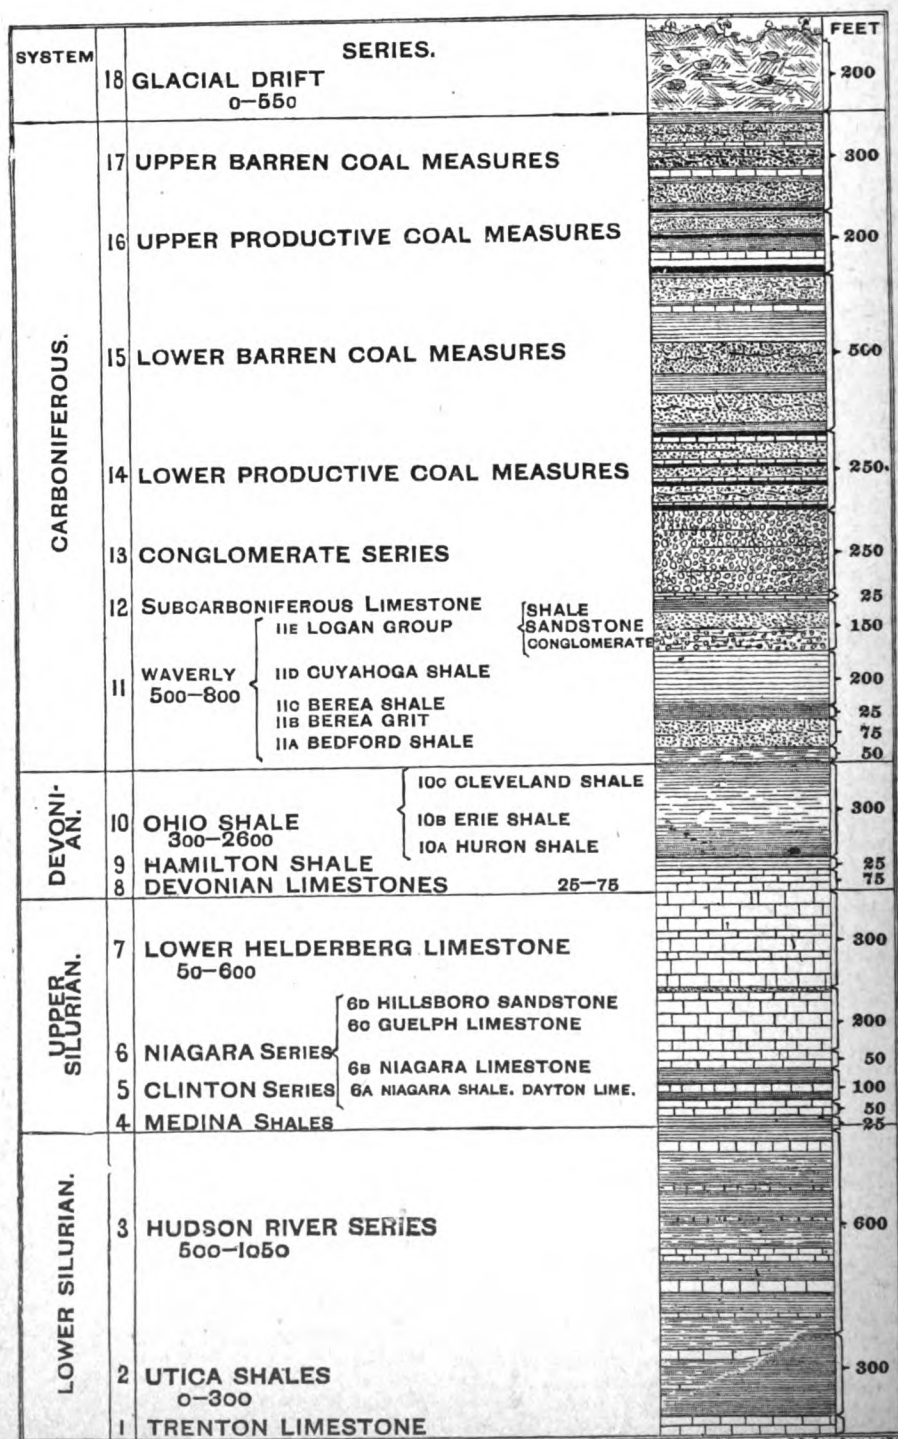 SYSTEM
SERIES.
FEET
18 GLACIAL DRIFT
0–550
200
CARBONIFEROUS.
17 UPPER BARREN COAL MEASURES
300
16 UPPER PRODUCTIVE COAL MEASURES
200
15 LOWER BARREN COAL MEASURES
500
14 LOWER PRODUCTIVE COAL MEASURES
250
13 CONGLOMERATE SERIES
250
12 SUBCARBONIFEROUS LIMESTONE
25
11E LOGAN GROUP
SHALE
SANDSTONE
CONGLOMERATE
150
11 WAVERLY
500–800
11D CUYAHOGA SHALE
200
11C BEREA SHALE
25
11B BEREA GRIT
75
11A BEDFORD SHALE
50
DEVONI-
AN.
10C CLEVELAND SHALE
10 OHIO SHALE
300–2600
10B ERIE SHALE
300
10A HURON SHALE
9 HAMILTON SHALE
25
8 DEVONIAN LIMESTONES 25–75
75
UPPER
SILURIAN.
7 LOWER HELDERBERG LIMESTONE
50–600
300
6D HILLSBORO SANDSTONE
6C GUELPH LIMESTONE
200
6 NIAGARA SERIES
6B NIAGARA LIMESTONE
50
5 CLINTON SERIES
6A NIAGARA SHALE. DAYTON LIME.
100
50
4 MEDINA SHALES
25
LOWER SILURIAN.
3 HUDSON RIVER SERIES
500–1050
600
2 UTICA SHALES
0–300
300
1 TRENTON LIMESTONE